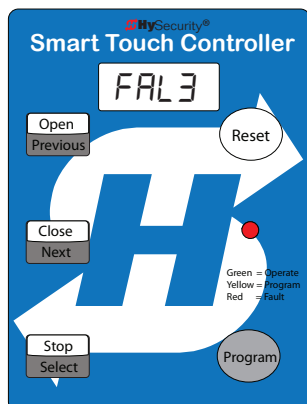 HySecurity®
Smart Touch Controller
FAL3
Open
Previous
Reset
Close
Next
Green = Operate
Yellow = Program
Red = Fault
Stop
Select
Program